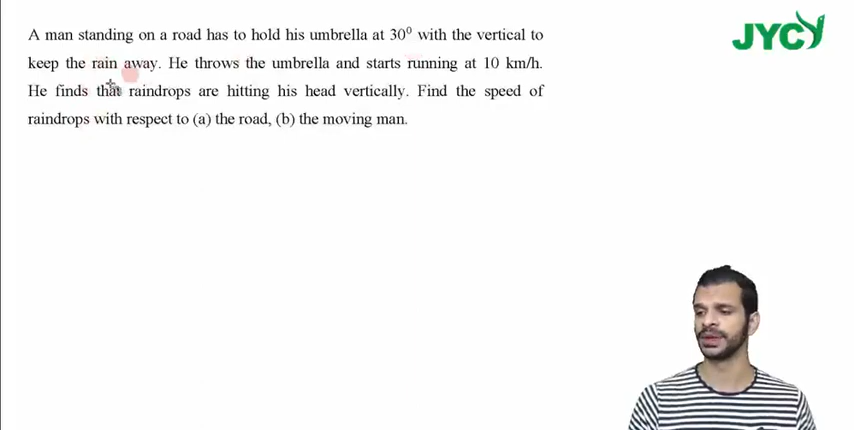 A man standing on a road has to hold his umbrella at 30⁰ with the vertical to
keep the rain away. He throws the umbrella and starts running at 10 km/h.
He finds that raindrops are hitting his head vertically. Find the speed of
raindrops with respect to (a) the road, (b) the moving man.
JYCY